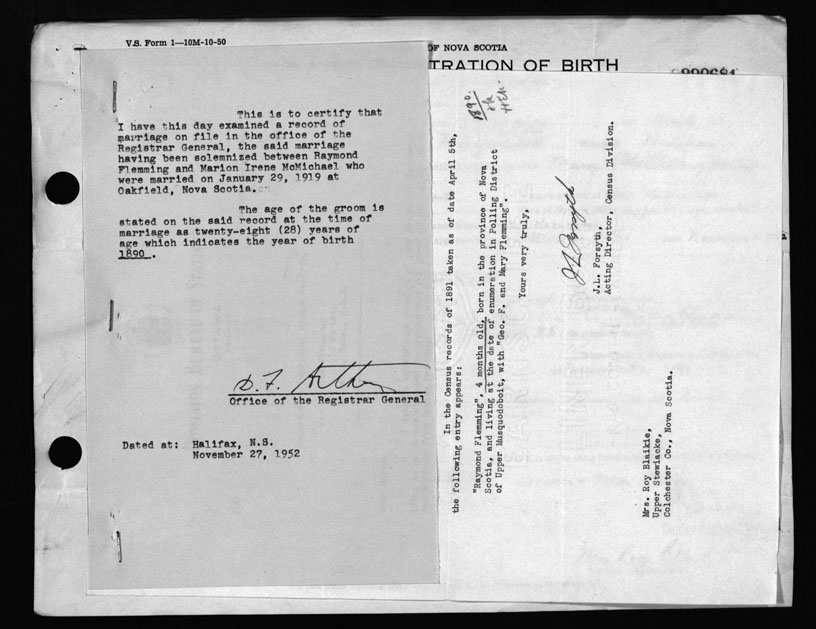 V.S. Form 1—10M-10-50
OF NOVA SCOTIA
TRATION OF BIRTH
This is to certify that
I have this day examined a record of
marriage on file in the office of the
Registrar General, the said marriage
having been solemnized between Raymond
Flemming and Marion Irene McMichael who
were married on January 29, 1919 at
Oakfield, Nova Scotia.
The age of the groom is
stated on the said record at the time of
marriage as twenty-eight (28) years of
age which indicates the year of birth
1890 .
Office of the Registrar General
Dated at: Halifax, N.S.
November 27, 1952
1890
In the Census records of 1891 taken as of date April 5th,
the following entry appears:
"Raymond Flemming", 4 months old, born in the province of Nova
Scotia, and living at the date of enumeration in Polling District
of Upper Musquodoboit, with "Geo. F. and Mary Flemming".
Yours very truly,
J L Forsyth
J.L. Forsyth,
Acting Director, Census Division.
Mrs. Roy Blaikie,
Upper Stewiacke,
Colchester Co., Nova Scotia.